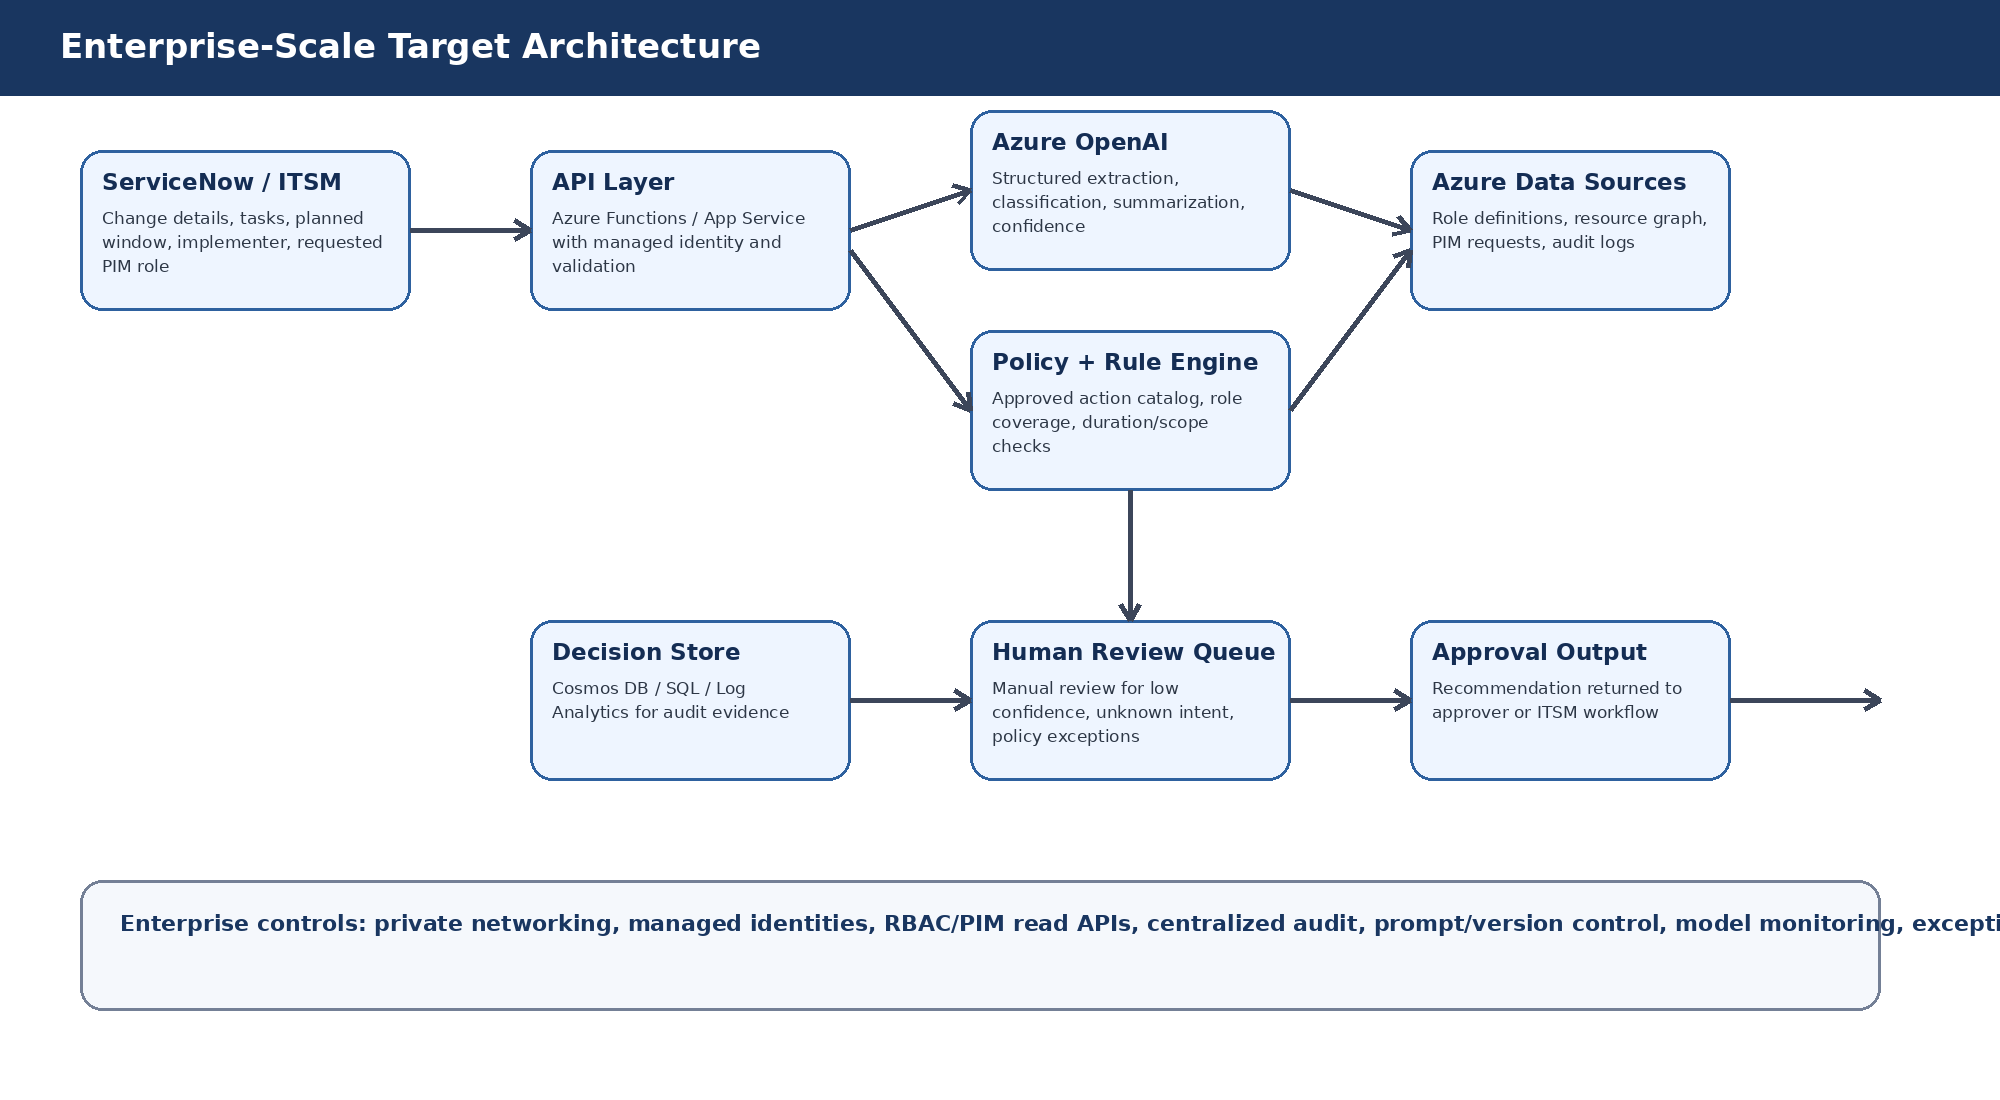 Enterprise-Scale Target Architecture
ServiceNow / ITSM
Change details, tasks, planned
window, implementer, requested
PIM role
API Layer
Azure Functions / App Service
with managed identity and
validation
Azure OpenAI
Structured extraction,
classification, summarization,
confidence
Azure Data Sources
Role definitions, resource graph,
PIM requests, audit logs
Policy + Rule Engine
Approved action catalog, role
coverage, duration/scope
checks
Decision Store
Cosmos DB / SQL / Log
Analytics for audit evidence
Human Review Queue
Manual review for low
confidence, unknown intent,
policy exceptions
Approval Output
Recommendation returned to
approver or ITSM workflow
Enterprise controls: private networking, managed identities, RBAC/PIM read APIs, centralized audit, prompt/version control, model monitoring,